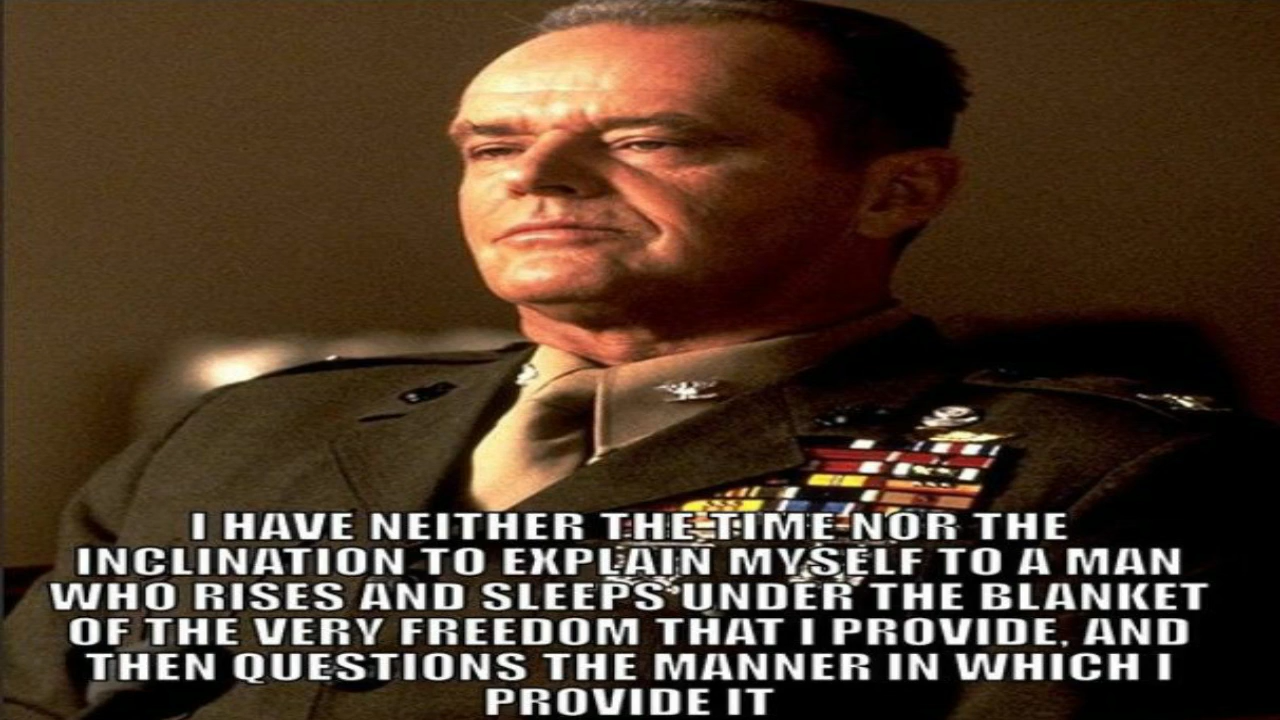 I HAVE NEITHER THE TIME NOR THE
INCLINATION TO EXPLAIN MYSELF TO A MAN
WHO RISES AND SLEEPS UNDER THE BLANKET
OF THE VERY FREEDOM THAT I PROVIDE, AND
THEN QUESTIONS THE MANNER IN WHICH I
PROVIDE IT